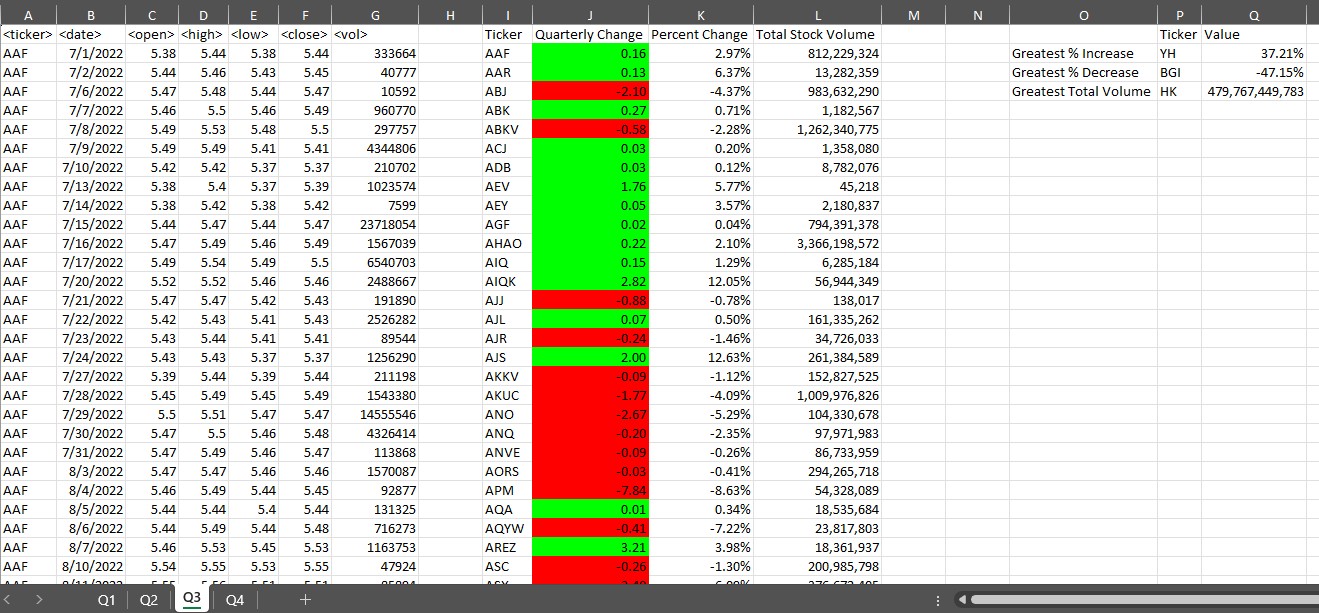 A B C D E F G H I J K L M N O P Q
<ticker> <date> <open> <high> <low> <close> <vol> Ticker Quarterly Change Percent Change Total Stock Volume Ticker Value
AAF 7/1/2022 5.38 5.44 5.38 5.44 333664 AAF 0.16 2.97% 812,229,324 Greatest % Increase YH 37.21%
AAF 7/2/2022 5.44 5.46 5.43 5.45 40777 AAR 0.13 6.37% 13,282,359 Greatest % Decrease BGI -47.15%
AAF 7/6/2022 5.47 5.48 5.44 5.47 10592 ABJ -2.10 -4.37% 983,632,290 Greatest Total Volume HK 479,767,449,783
AAF 7/7/2022 5.46 5.5 5.46 5.49 960770 ABK 0.27 0.71% 1,182,567
AAF 7/8/2022 5.49 5.53 5.48 5.5 297757 ABKV -0.58 -2.28% 1,262,340,775
AAF 7/9/2022 5.49 5.49 5.41 5.41 4344806 ACJ 0.03 0.20% 1,358,080
AAF 7/10/2022 5.42 5.42 5.37 5.37 210702 ADB 0.03 0.12% 8,782,076
AAF 7/13/2022 5.38 5.4 5.37 5.39 1023574 AEV 1.76 5.77% 45,218
AAF 7/14/2022 5.38 5.42 5.38 5.42 7599 AEY 0.05 3.57% 2,180,837
AAF 7/15/2022 5.44 5.47 5.44 5.47 23718054 AGF 0.02 0.04% 794,391,378
AAF 7/16/2022 5.47 5.49 5.46 5.49 1567039 AHAO 0.22 2.10% 3,366,198,572
AAF 7/17/2022 5.49 5.54 5.49 5.5 6540703 AIQ 0.15 1.29% 6,285,184
AAF 7/20/2022 5.52 5.52 5.46 5.46 2488667 AIQK 2.82 12.05% 56,944,349
AAF 7/21/2022 5.47 5.47 5.42 5.43 191890 AJJ -0.88 -0.78% 138,017
AAF 7/22/2022 5.42 5.43 5.41 5.43 2526282 AJL 0.07 0.50% 161,335,262
AAF 7/23/2022 5.43 5.44 5.41 5.41 89544 AJR -0.24 -1.46% 34,726,033
AAF 7/24/2022 5.43 5.43 5.37 5.37 1256290 AJS 2.00 12.63% 261,384,589
AAF 7/27/2022 5.39 5.44 5.39 5.44 211198 AKKV -0.09 -1.12% 152,827,525
AAF 7/28/2022 5.45 5.49 5.45 5.49 1543380 AKUC -1.77 -4.09% 1,009,976,826
AAF 7/29/2022 5.5 5.51 5.47 5.47 14555546 ANO -2.67 -5.29% 104,330,678
AAF 7/30/2022 5.47 5.5 5.46 5.48 4326414 ANQ -0.20 -2.35% 97,971,983
AAF 7/31/2022 5.47 5.49 5.46 5.47 113868 ANVE -0.09 -0.26% 86,733,959
AAF 8/3/2022 5.47 5.47 5.46 5.46 1570087 AORS -0.03 -0.41% 294,265,718
AAF 8/4/2022 5.46 5.49 5.44 5.45 92877 APM -7.84 -8.63% 54,328,089
AAF 8/5/2022 5.44 5.44 5.4 5.44 131325 AQA 0.01 0.34% 18,535,684
AAF 8/6/2022 5.44 5.49 5.44 5.48 716273 AQYW -0.41 -7.22% 23,817,803
AAF 8/7/2022 5.46 5.53 5.45 5.53 1163753 AREZ 3.21 3.98% 18,361,937
AAF 8/10/2022 5.54 5.55 5.53 5.55 47924 ASC -0.26 -1.30% 200,985,798
Q1 Q2 Q3 Q4